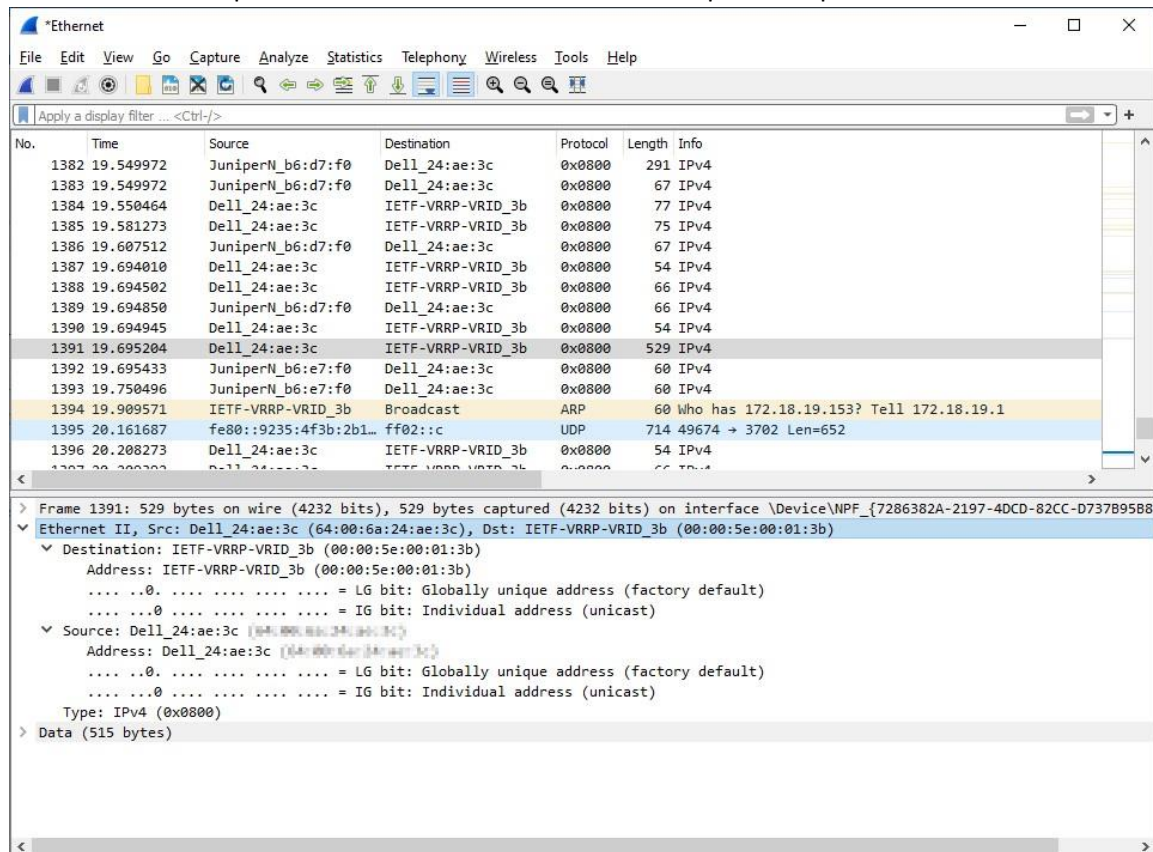 *Ethernet
File Edit View Go Capture Analyze Statistics Telephony Wireless Tools Help
Apply a display filter ... <Ctrl-/>
No. Time Source Destination Protocol Length Info
1382 19.549972 JuniperN_b6:d7:f0 Dell_24:ae:3c 0x0800 291 IPv4
1383 19.549972 JuniperN_b6:d7:f0 Dell_24:ae:3c 0x0800 67 IPv4
1384 19.550464 Dell_24:ae:3c IETF-VRRP-VRID_3b 0x0800 77 IPv4
1385 19.581273 Dell_24:ae:3c IETF-VRRP-VRID_3b 0x0800 75 IPv4
1386 19.607512 JuniperN_b6:d7:f0 Dell_24:ae:3c 0x0800 67 IPv4
1387 19.694010 Dell_24:ae:3c IETF-VRRP-VRID_3b 0x0800 54 IPv4
1388 19.694502 Dell_24:ae:3c IETF-VRRP-VRID_3b 0x0800 66 IPv4
1389 19.694850 JuniperN_b6:d7:f0 Dell_24:ae:3c 0x0800 66 IPv4
1390 19.694945 Dell_24:ae:3c IETF-VRRP-VRID_3b 0x0800 54 IPv4
1391 19.695204 Dell_24:ae:3c IETF-VRRP-VRID_3b 0x0800 529 IPv4
1392 19.695433 JuniperN_b6:e7:f0 Dell_24:ae:3c 0x0800 60 IPv4
1393 19.750496 JuniperN_b6:e7:f0 Dell_24:ae:3c 0x0800 60 IPv4
1394 19.909571 IETF-VRRP-VRID_3b Broadcast ARP 60 Who has 172.18.19.153? Tell 172.18.19.1
1395 20.161687 fe80::9235:4f3b:2b1… ff02::c UDP 714 49674 → 3702 Len=652
1396 20.208273 Dell_24:ae:3c IETF-VRRP-VRID_3b 0x0800 54 IPv4
Frame 1391: 529 bytes on wire (4232 bits), 529 bytes captured (4232 bits) on interface \Device\NPF_{7286382A-2197-4DCD-82CC-D737B95B8
Ethernet II, Src: Dell_24:ae:3c (64:00:6a:24:ae:3c), Dst: IETF-VRRP-VRID_3b (00:00:5e:00:01:3b)
Destination: IETF-VRRP-VRID_3b (00:00:5e:00:01:3b)
Address: IETF-VRRP-VRID_3b (00:00:5e:00:01:3b)
.... ..0. .... .... .... .... = LG bit: Globally unique address (factory default)
.... ...0 .... .... .... .... = IG bit: Individual address (unicast)
Source: Dell_24:ae:3c
Address: Dell_24:ae:3c
.... ..0. .... .... .... .... = LG bit: Globally unique address (factory default)
.... ...0 .... .... .... .... = IG bit: Individual address (unicast)
Type: IPv4 (0x0800)
Data (515 bytes)